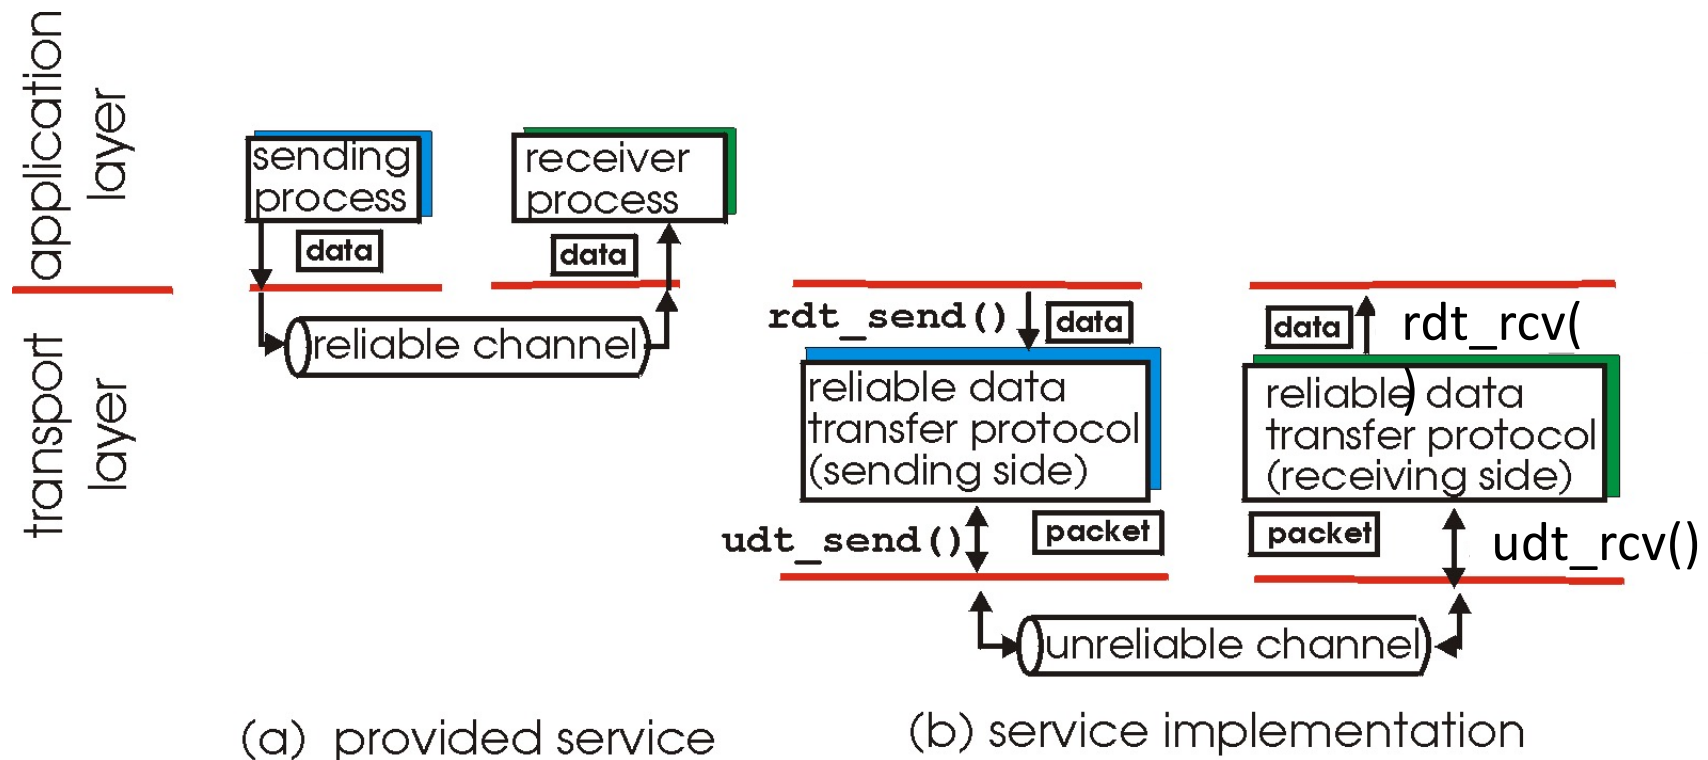 application
layer
transport
layer
sending
process
data
receiver
process
data
reliable channel
(a) provided service
rdt_send()
data
reliable data
transfer protocol
(sending side)
udt_send()
packet
data
rdt_rcv(
)
reliable data
transfer protocol
(receiving side)
packet
udt_rcv()
unreliable channel
(b) service implementation